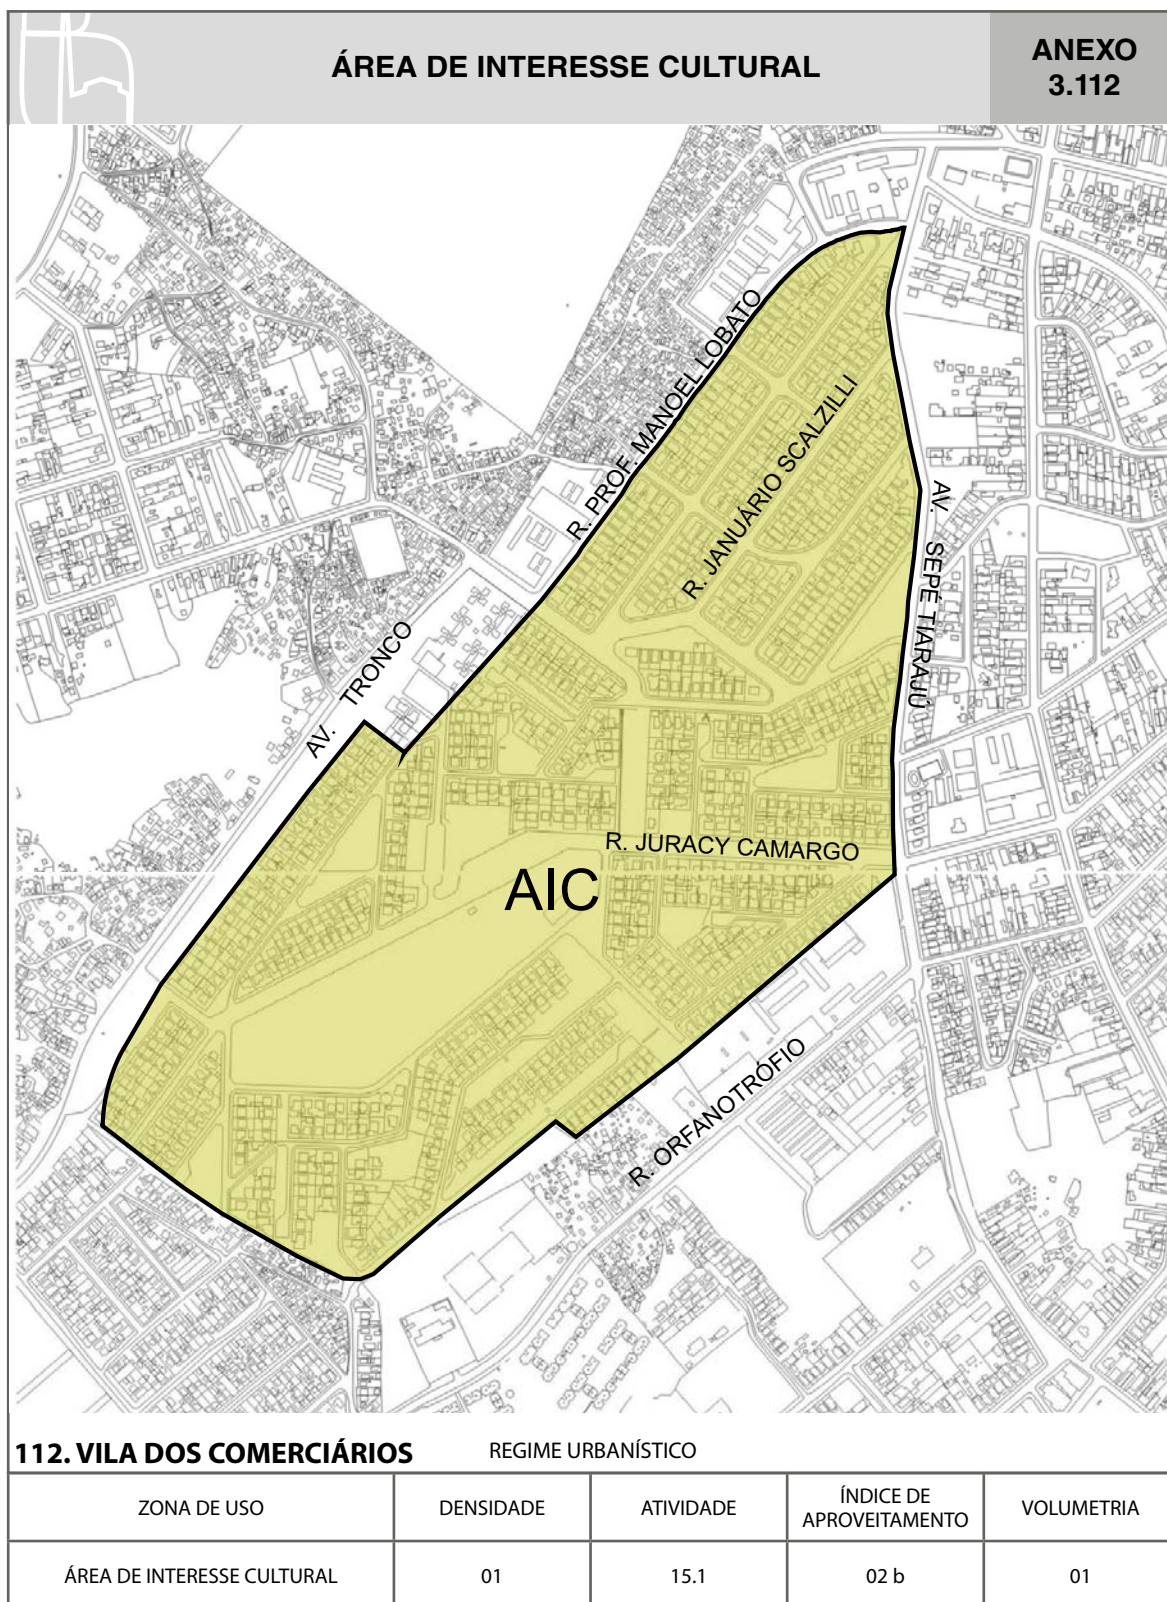 ÁREA DE INTERESSE CULTURAL
ANEXO
3.112
R. PROF. MANOEL LOBATO
R. JANUÁRIO SCALZILLI
AV. SEPÉ TIARAJÚ
AV. TRONCO
R. JURACY CAMARGO
AIC
R. ORFANOTRÓFIO
112. VILA DOS COMERCIÁRIOS REGIME URBANÍSTICO
ZONA DE USO DENSIDADE ATIVIDADE ÍNDICE DE APROVEITAMENTO VOLUMETRIA
ÁREA DE INTERESSE CULTURAL 01 15.1 02 b 01